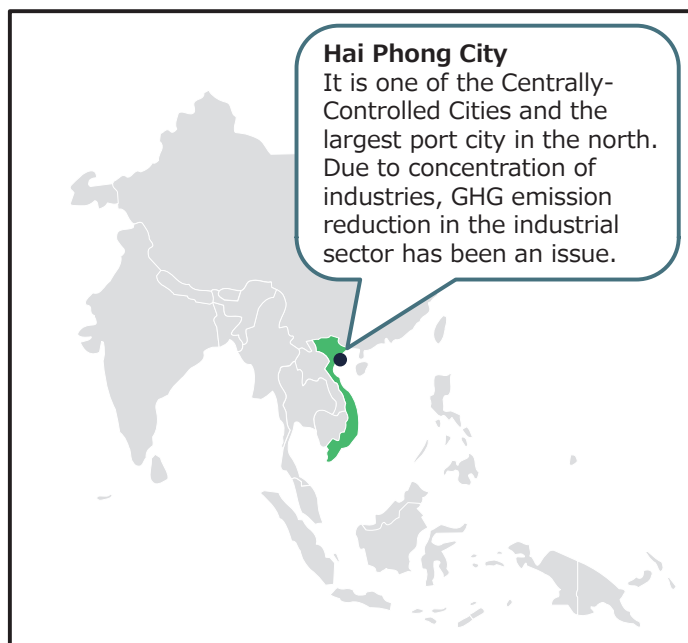 Hai Phong City
It is one of the Centrally-
Controlled Cities and the
largest port city in the north.
Due to concentration of
industries, GHG emission
reduction in the industrial
sector has been an issue.